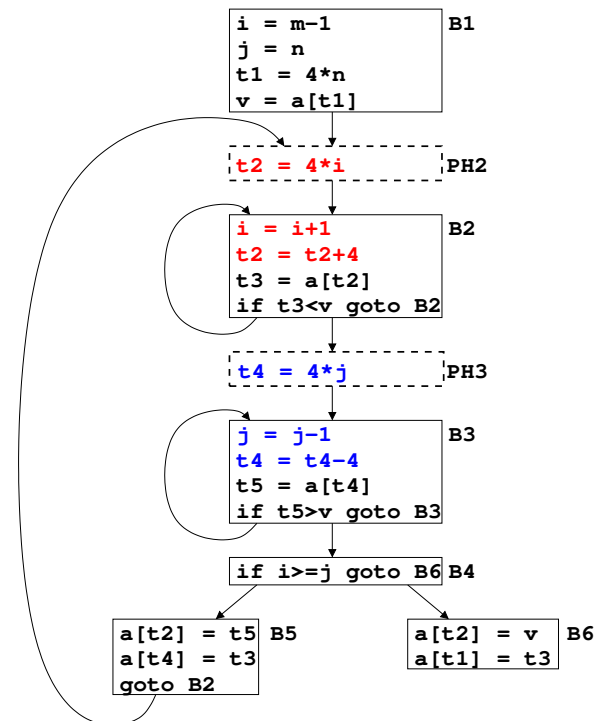 i = m−1 B1
j = n
t1 = 4*n
v = a[t1]
t2 = 4*i PH2
i = i+1 B2
t2 = t2+4
t3 = a[t2]
if t3<v goto B2
t4 = 4*j PH3
j = j−1 B3
t4 = t4−4
t5 = a[t4]
if t5>v goto B3
if i>=j goto B6 B4
a[t2] = t5 B5
a[t4] = t3
goto B2
a[t2] = v B6
a[t1] = t3